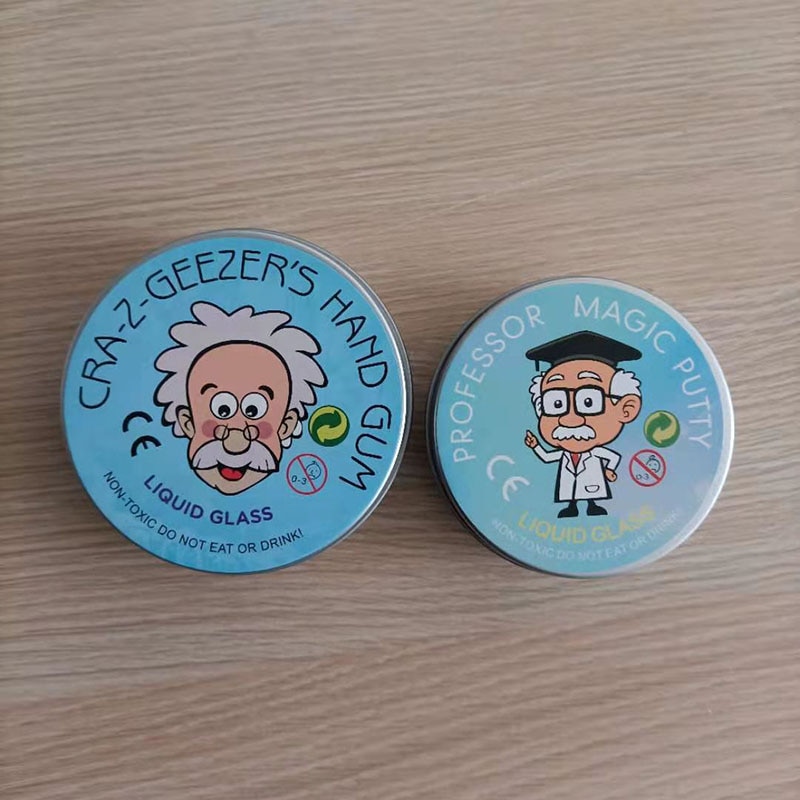 CRA-Z-GEEZER'S HAND GUM
CE
0-3
LIQUID GLASS
NON-TOXIC DO NOT EAT OR DRINK!
PROFESSOR MAGIC PUTTY
CE
0-3
LIQUID GLASS
NON-TOXIC DO NOT EAT OR DRINK!